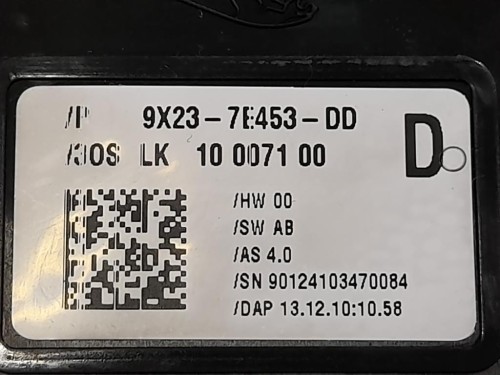 /P 9X23-7E453-DD
D
/BOS LK 10 0071 00
/HW 00
/SW AB
/AS 4.0
/SN 90124103470084
/DAP 13.12.10:10.58